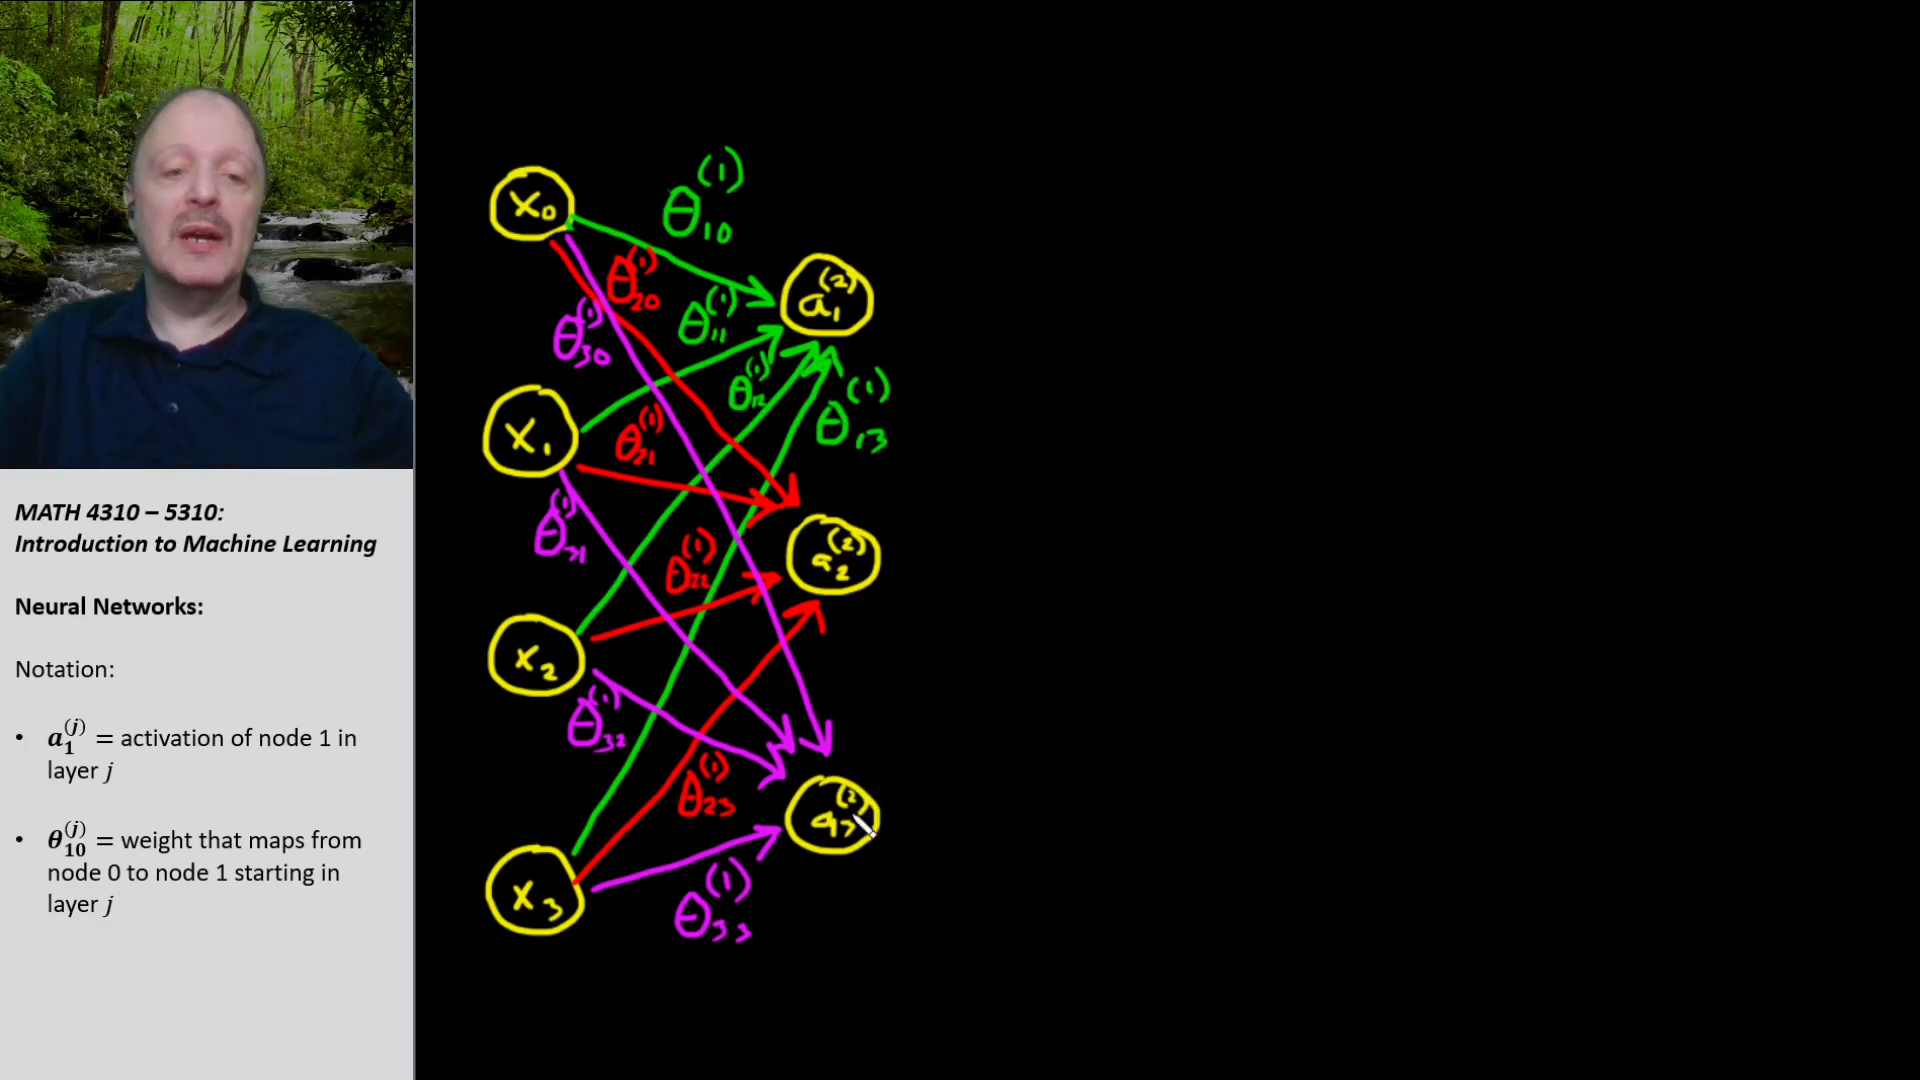 MATH 4310 – 5310:
Introduction to Machine Learning
Neural Networks:
Notation:
• a₁⁽ʲ⁾ = activation of node 1 in
layer j
• θ₁₀⁽ʲ⁾ = weight that maps from
node 0 to node 1 starting in
layer j
x₀
θ₁₀⁽¹⁾
θ₂₀⁽¹⁾
θ₃₀⁽¹⁾
θ₁₁⁽¹⁾
a₁⁽²⁾
θ₁₂⁽¹⁾
θ₁₃⁽¹⁾
x₁
θ₂₁⁽¹⁾
θ₃₁⁽¹⁾
θ₂₂⁽¹⁾
a₂⁽²⁾
x₂
θ₃₂⁽¹⁾
θ₂₃⁽¹⁾
a₃⁽²⁾
x₃
θ₃₃⁽¹⁾